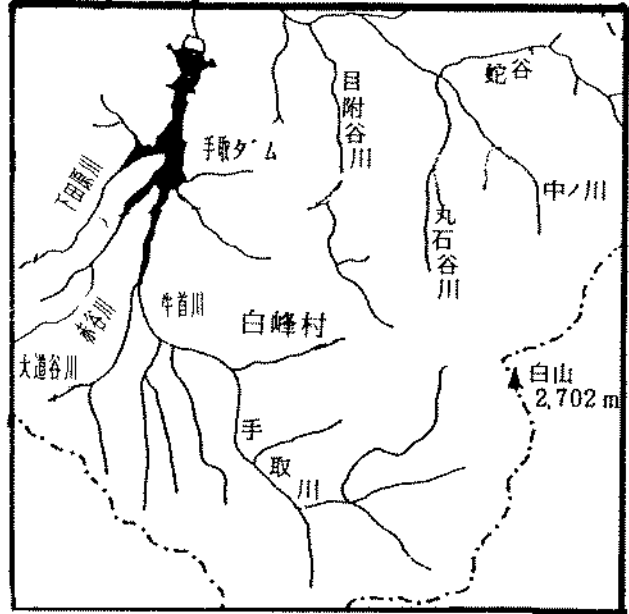 蛇谷
目附谷川
手取ダム
中ノ川
下田原川
丸石谷川
牛首川
赤谷川
白峰村
大道谷川
白山
2,702m
手取川